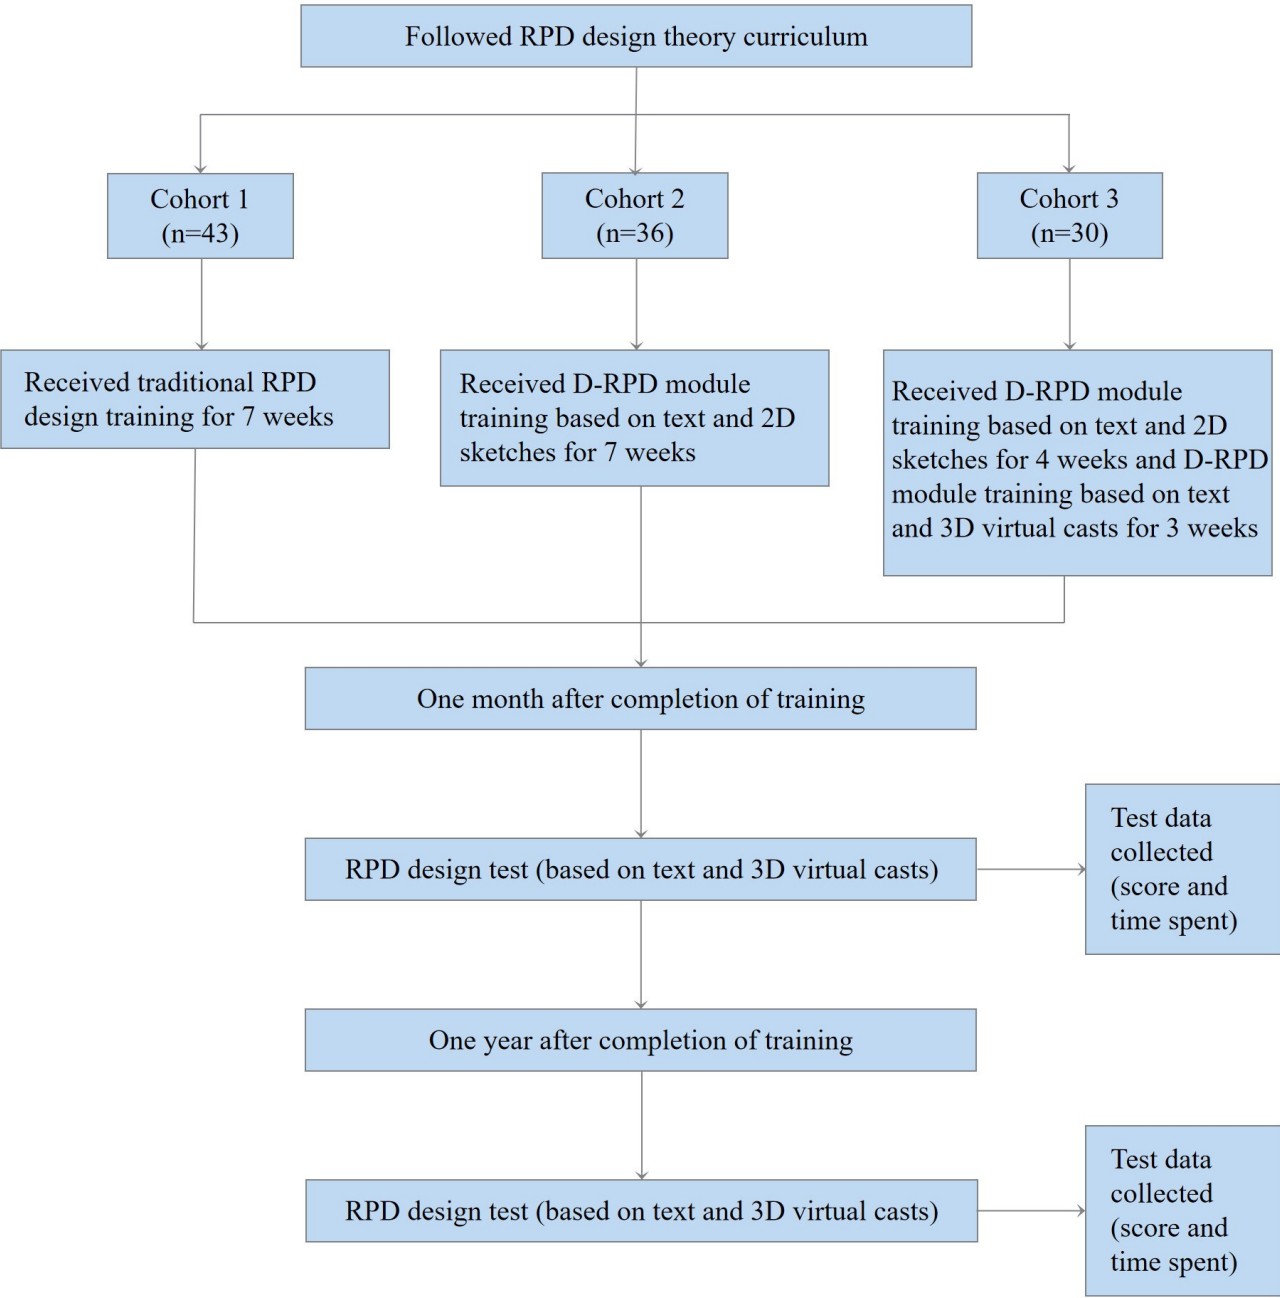 Followed RPD design theory curriculum
Cohort 1
(n=43)
Cohort 2
(n=36)
Cohort 3
(n=30)
Received traditional RPD
design training for 7 weeks
Received D-RPD module
training based on text and 2D
sketches for 7 weeks
Received D-RPD module
training based on text and 2D
sketches for 4 weeks and D-RPD
module training based on text
and 3D virtual casts for 3 weeks
One month after completion of training
RPD design test (based on text and 3D virtual casts)
Test data
collected
(score and
time spent)
One year after completion of training
RPD design test (based on text and 3D virtual casts)
Test data
collected
(score and
time spent)